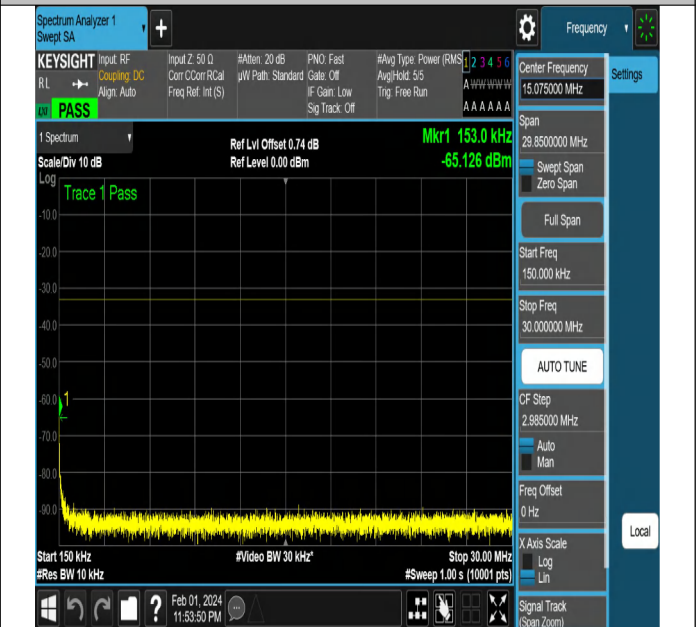 Spectrum Analyzer 1
Swept SA
Frequency
KEYSIGHT
RL
Input: RF
Coupling: DC
Align: Auto
Input Z: 50 Ω
Corr CCorr RCal
Freq Ref: Int (S)
#Atten: 20 dB
µW Path: Standard
PNO: Fast
Gate: Off
IF Gain: Low
Sig Track: Off
#Avg Type: Power (RMS
Avg|Hold: 5/5
Trig: Free Run
1 2 3 4 5 6
A W W W W W
A A A A A A
PASS
1 Spectrum
Scale/Div 10 dB
Ref Lvl Offset 0.74 dB
Ref Level 0.00 dBm
Mkr1 153.0 kHz
-65.126 dBm
Log
Trace 1 Pass
-10.0
-20.0
-30.0
-40.0
-50.0
-60.0
1
-70.0
-80.0
-90.0
Start 150 kHz
#Video BW 30 kHz*
Stop 30.00 MHz
#Res BW 10 kHz
#Sweep 1.00 s (10001 pts)
Feb 01, 2024
11:53:50 PM
Center Frequency
15.075000 MHz
Settings
Span
29.8500000 MHz
Swept Span
Zero Span
Full Span
Start Freq
150.000 kHz
Stop Freq
30.000000 MHz
AUTO TUNE
CF Step
2.985000 MHz
Auto
Man
Freq Offset
0 Hz
Local
X Axis Scale
Log
Lin
Signal Track
(Span Zoom)